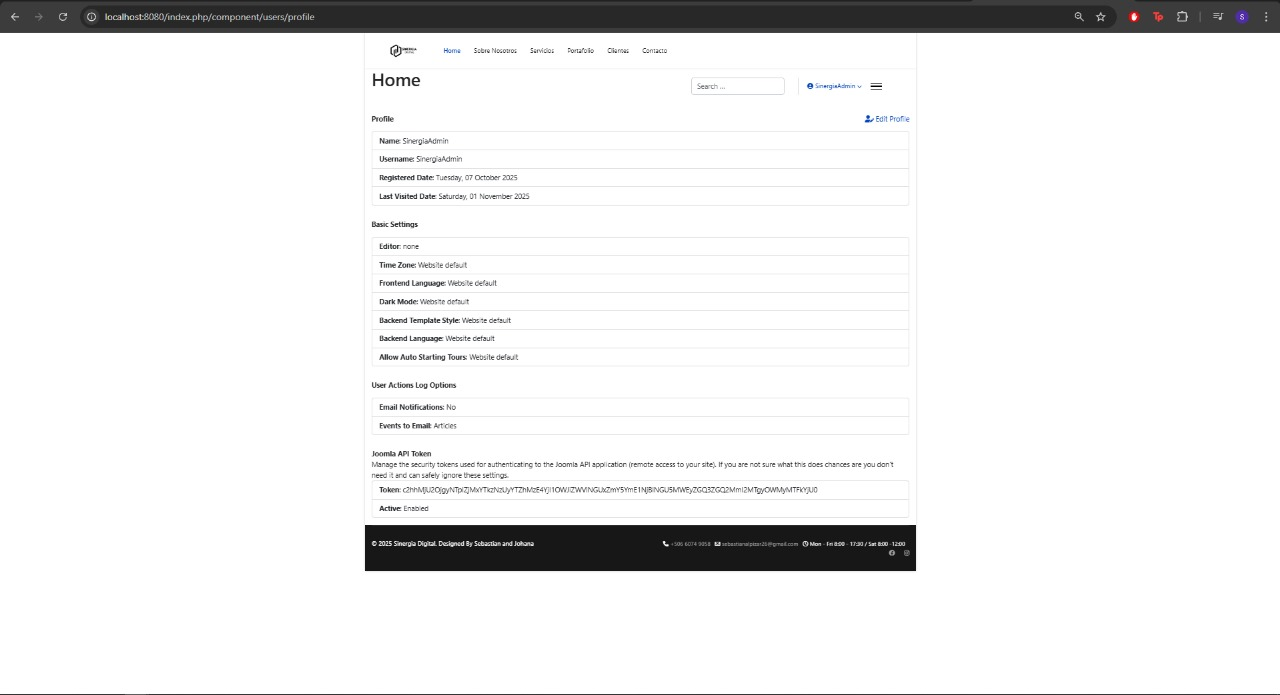 localhost:8080/index.php/component/users/profile
Home Sobre Nosotros Servicios Portafolio Clientes Contacto
Home
Search ...
SinergiaAdmin
Profile
Edit Profile
Name: SinergiaAdmin
Username: SinergiaAdmin
Registered Date: Tuesday, 07 October 2025
Last Visited Date: Saturday, 01 November 2025
Basic Settings
Editor: none
Time Zone: Website default
Frontend Language: Website default
Dark Mode: Website default
Backend Template Style: Website default
Backend Language: Website default
Allow Auto Starting Tours: Website default
User Actions Log Options
Email Notifications: No
Events to Email: Articles
Joomla API Token
Manage the security tokens used for authenticating to the Joomla API application (remote access to your site). If you are not sure what this does chances are you don't
need it and can safely ignore these settings.
Token:
Active: Enabled
© 2025 Sinergia Digital. Designed By Sebastian and Johana
+506 6074 9858 Mon - Fri 8:00 - 17:30 / Sat 8:00 -12:00